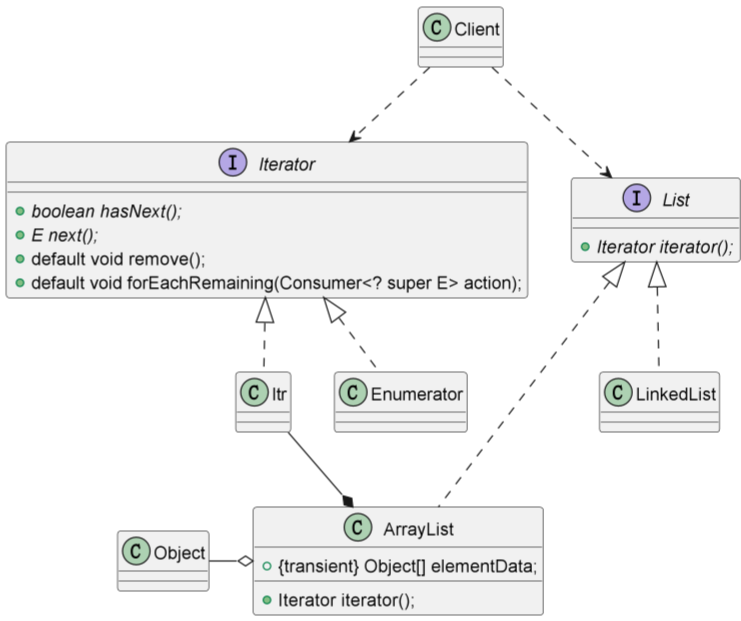 C Client
I Iterator
boolean hasNext();
E next();
default void remove();
default void forEachRemaining(Consumer<? super E> action);
I List
Iterator iterator();
C Itr
C Enumerator
C LinkedList
C ArrayList
{transient} Object[] elementData;
Iterator iterator();
C Object